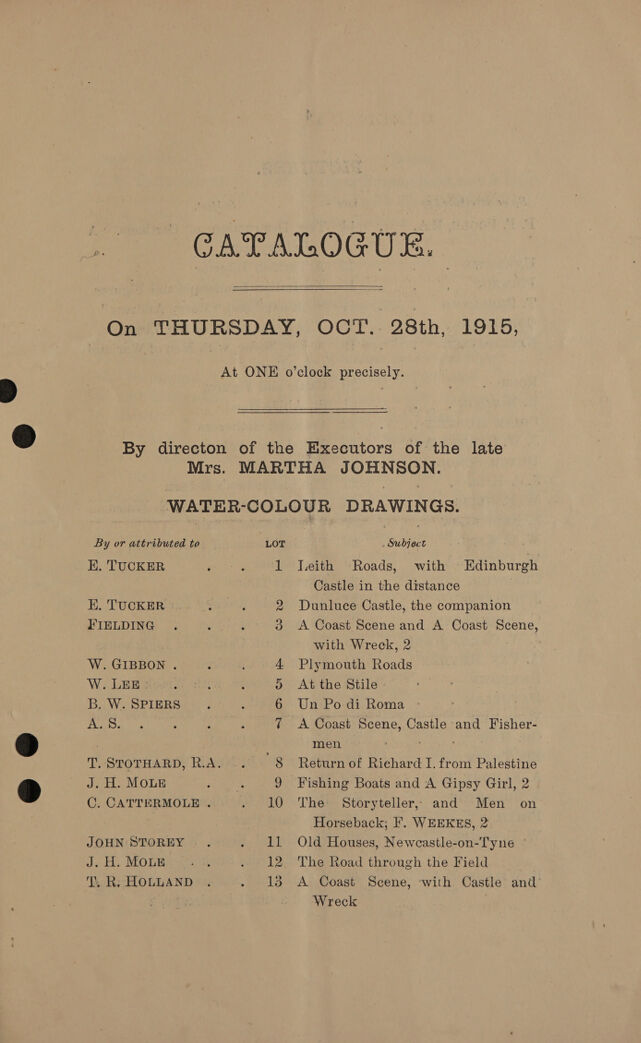 CATALOGUE.
On THURSDAY, OCT. 28th, 1915,
At ONE o'clock precisely.
By directon of the Executors of the late
Mrs. MARTHA JOHNSON.
WATER-COLOUR DRAWINGS.
By or attributed to LOT Subject
E. TUCKER . . 1 Leith Roads, with Edinburgh
Castle in the distance
E. TUCKER . . 2 Dunluce Castle, the companion
FIELDING . . . 3 A Coast Scene and A Coast Scene,
with Wreck, 2
W. GIBBON . . . 4 Plymouth Roads
W. LEE . . . 5 At the Stile
B. W. SPIERS . . 6 Un Po di Roma
A. S. . . . . 7 A Coast Scene, Castle and Fisher-
men
T. STOTHARD, R.A. . 8 Return of Richard I. from Palestine
J. H. MOLE . . 9 Fishing Boats and A Gipsy Girl, 2
C. CATTERMOLE . . 10 The Storyteller, and Men on
Horseback; F. WEEKES, 2
JOHN STOREY . . 11 Old Houses, Newcastle-on-Tyne
J. H. MOLE . . . 12 The Road through the Field
T. R. HOLLAND . . 13 A Coast Scene, with Castle and
Wreck